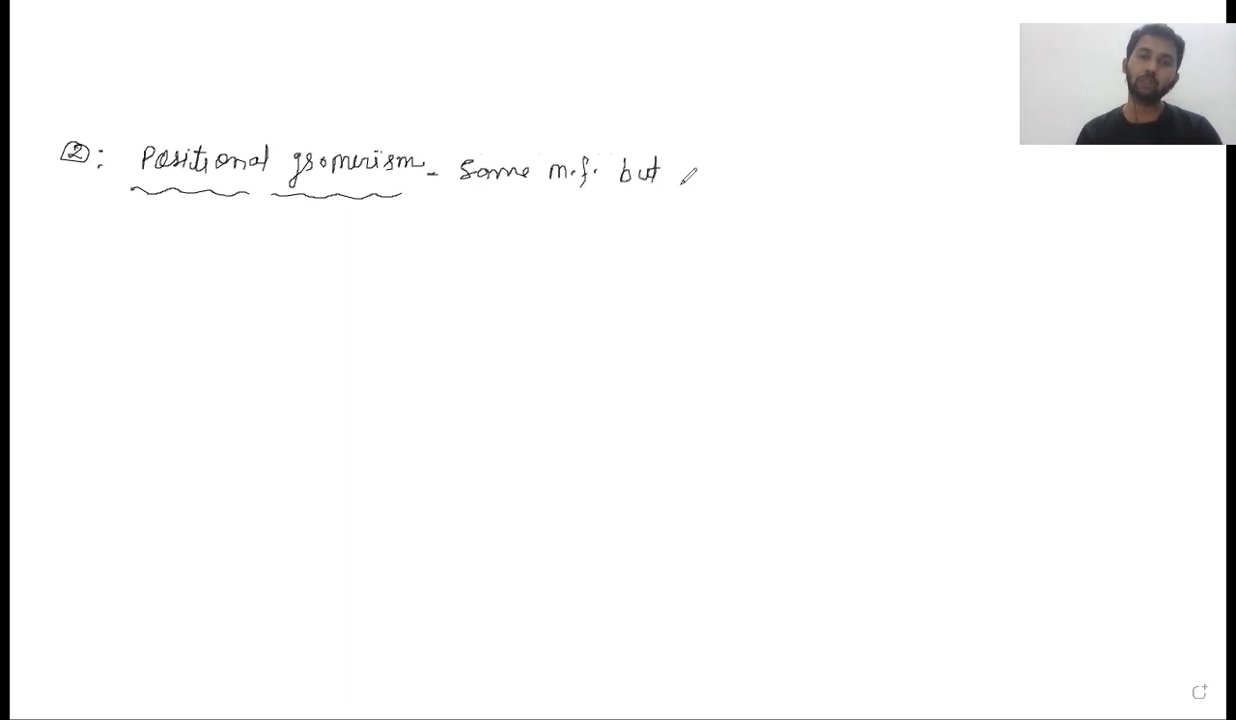 ②: Positional Isomerism - Same m.f. but